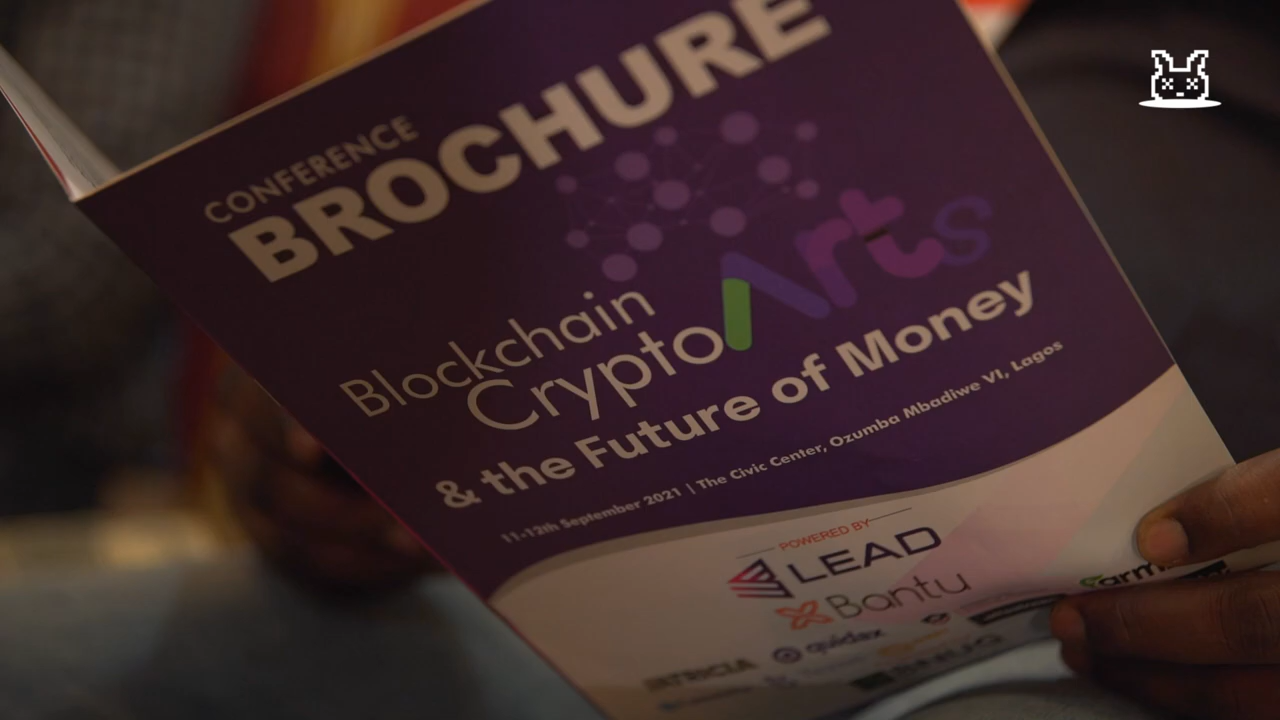 CONFERENCE
BROCHURE
Blockchain
CryptoArts
& the Future of Money
11-12th September 2021 | The Civic Center, Ozumba Mbadiwe VI, Lagos
POWERED BY
LEAD
Bantu
quidax